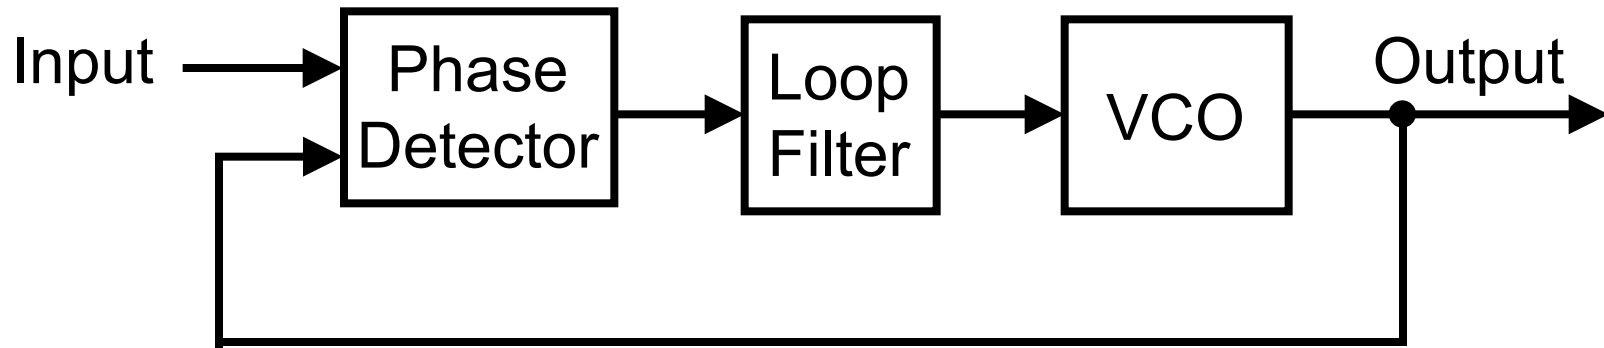 Input
Phase
Detector
Loop
Filter
VCO
Output